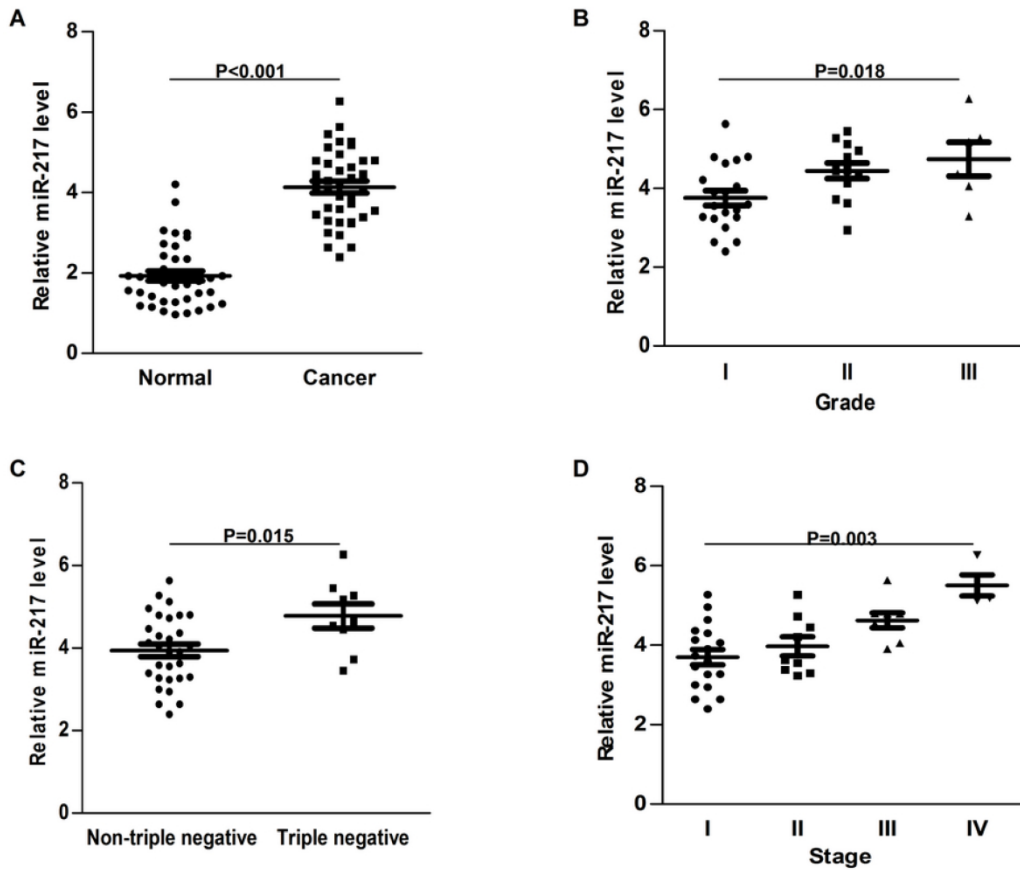 A
Relative miR-217 level
8
6
4
2
0
P<0.001
Normal
Cancer
B
Relative miR-217 level
8
6
4
2
0
P=0.018
I
II
III
Grade
C
Relative miR-217 level
8
6
4
2
0
P=0.015
Non-triple negative
Triple negative
D
Relative miR-217 level
8
6
4
2
0
P=0.003
I
II
III
IV
Stage